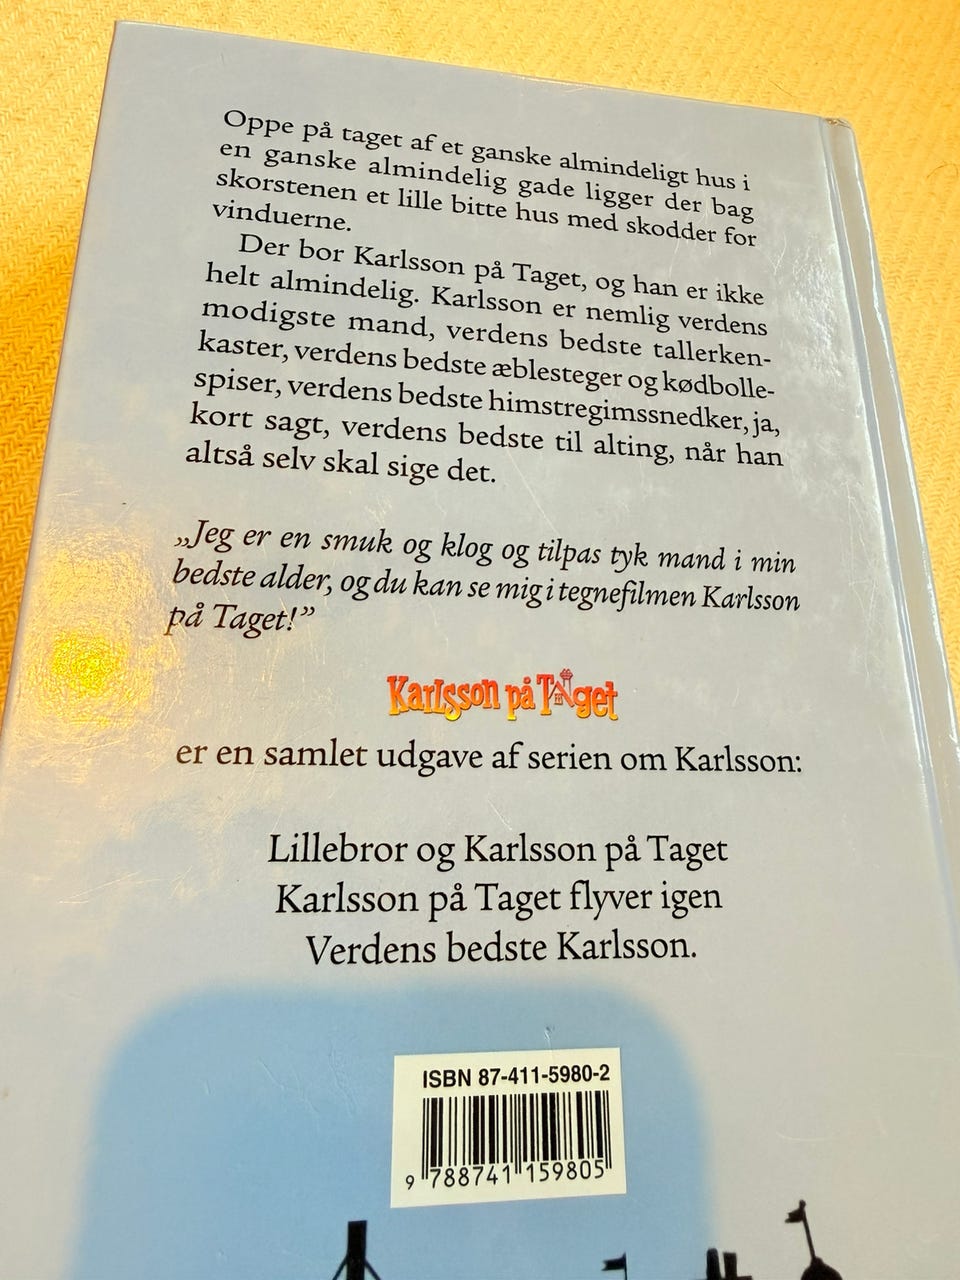 Oppe på taget af et ganske almindeligt hus i
en ganske almindelig gade ligger der bag
skorstenen et lille bitte hus med skodder for
vinduerne.
Der bor Karlsson på Taget, og han er ikke
helt almindelig. Karlsson er nemlig verdens
modigste mand, verdens bedste tallerken-
kaster, verdens bedste æblesteger og kødbolle-
spiser, verdens bedste himstregimssnedker, ja,
kort sagt, verdens bedste til alting, når han
altså selv skal sige det.
„Jeg er en smuk og klog og tilpas tyk mand i min
bedste alder, og du kan se mig i tegnefilmen Karlsson
på Taget!”
Karlsson på Taget
er en samlet udgave af serien om Karlsson:
Lillebror og Karlsson på Taget
Karlsson på Taget flyver igen
Verdens bedste Karlsson.
ISBN 87-411-5980-2
9 788741 159805